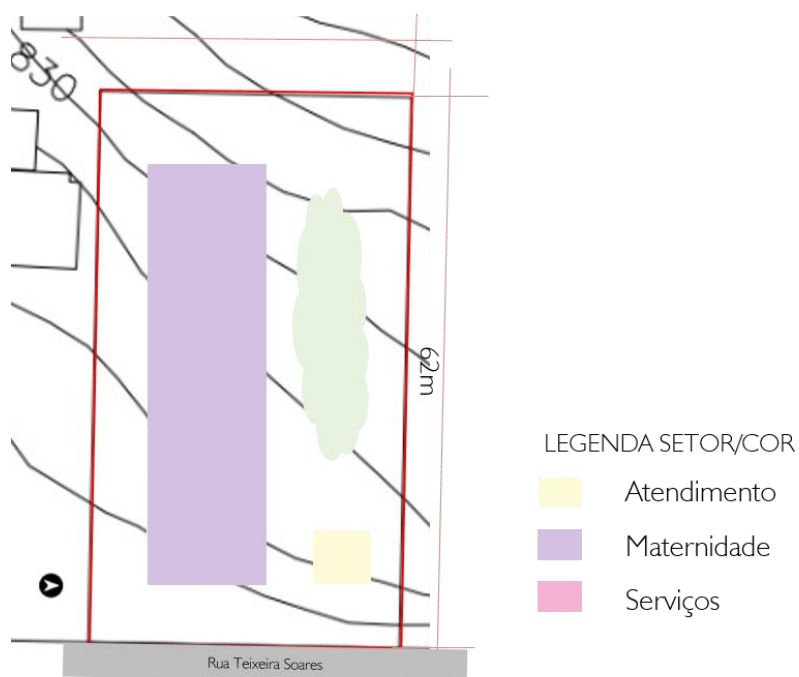 830
62m
LEGENDA SETOR/COR
Atendimento
Maternidade
Serviços
Rua Teixeira Soares